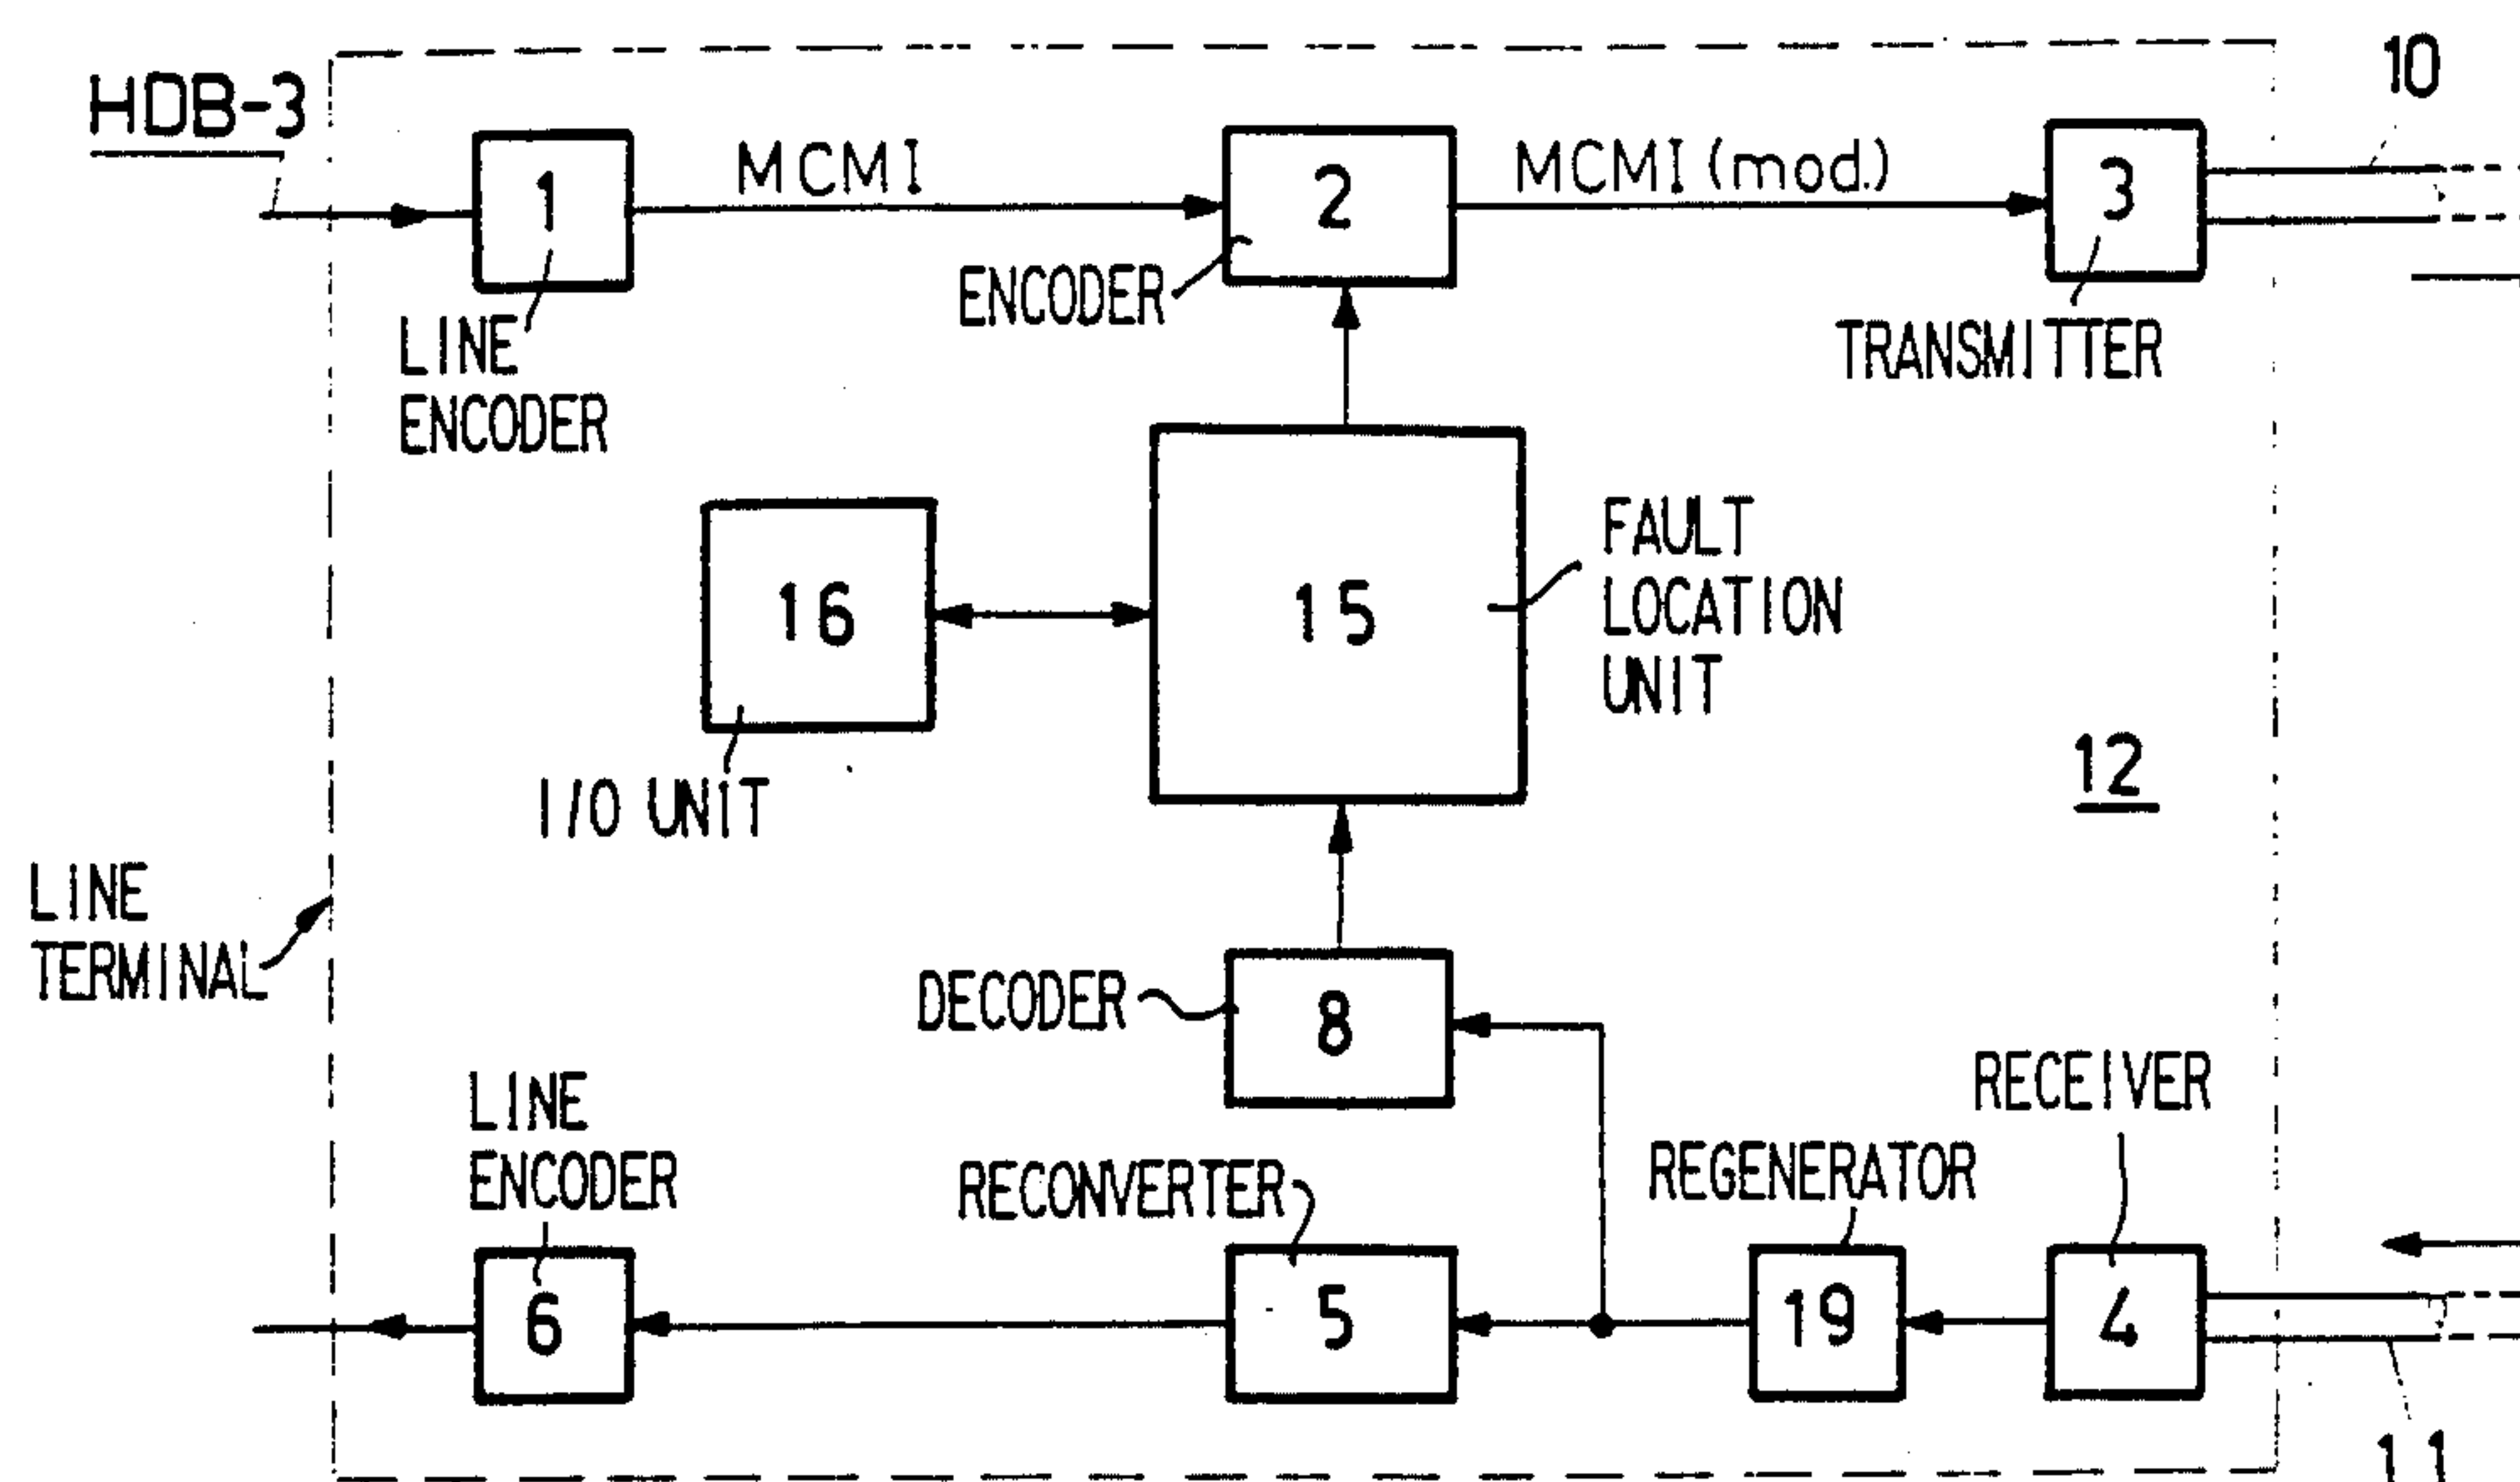 10
HDB-3
1
MCMI
2
MCMI (mod.)
3
ENCODER
LINE
ENCODER
TRANSMITTER
16
15
FAULT
LOCATION
UNIT
12
I/O UNIT
LINE
TERMINAL
DECODER
8
RECEIVER
LINE
ENCODER
RECONVERTER
REGENERATOR
6
5
19
4
11